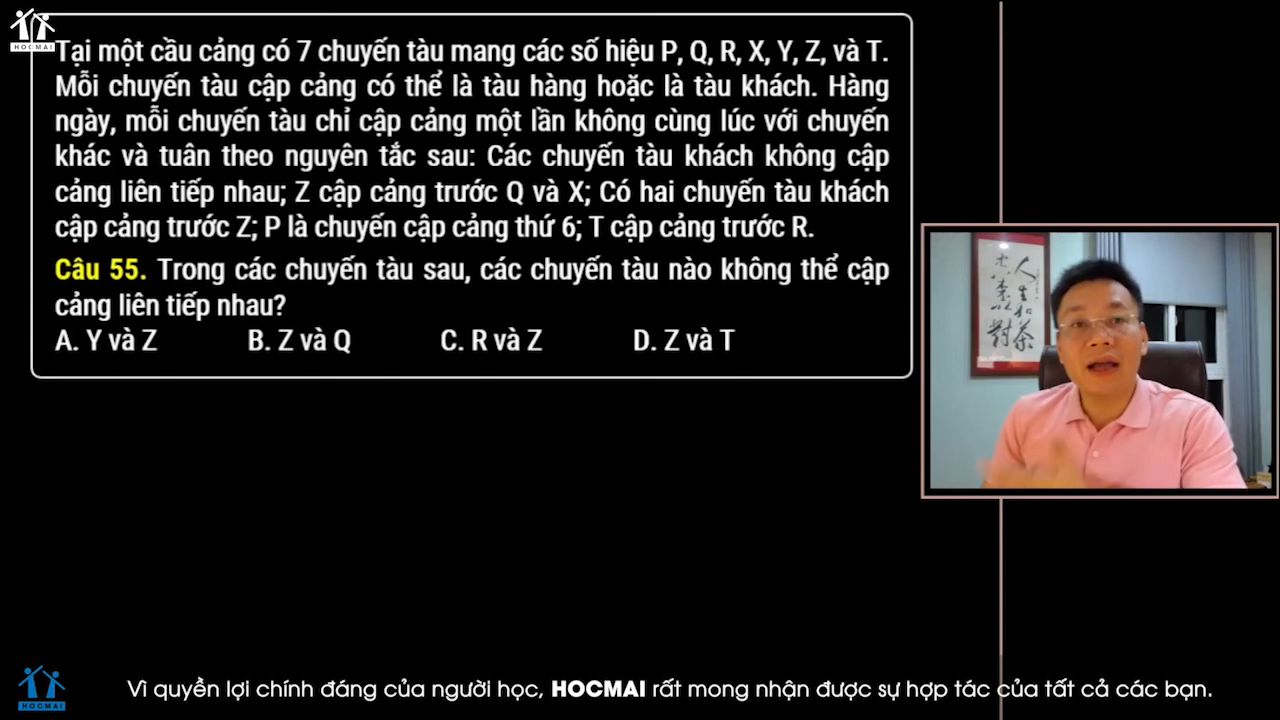 HOCMAI
Tại một cầu cảng có 7 chuyến tàu mang các số hiệu P, Q, R, X, Y, Z, và T.
Mỗi chuyến tàu cập cảng có thể là tàu hàng hoặc là tàu khách. Hàng
ngày, mỗi chuyến tàu chỉ cập cảng một lần không cùng lúc với chuyến
khác và tuân theo nguyên tắc sau: Các chuyến tàu khách không cập
cảng liên tiếp nhau; Z cập cảng trước Q và X; Có hai chuyến tàu khách
cập cảng trước Z; P là chuyến cập cảng thứ 6; T cập cảng trước R.
Câu 55. Trong các chuyến tàu sau, các chuyến tàu nào không thể cập
cảng liên tiếp nhau?
A. Y và Z B. Z và Q C. R và Z D. Z và T
HOCMAI
Vì quyền lợi chính đáng của người học, HOCMAI rất mong nhận được sự hợp tác của tất cả các bạn.